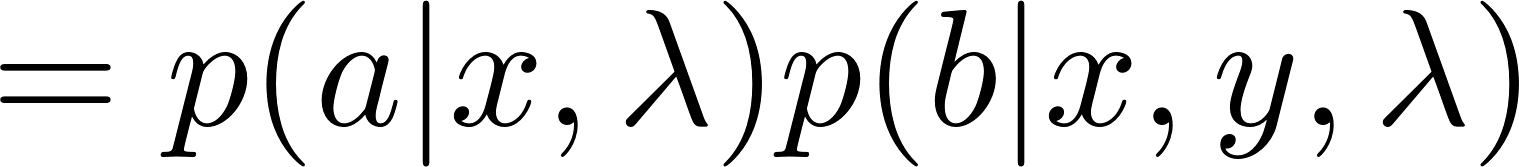 = p(a|x, λ)p(b|x, y, λ)